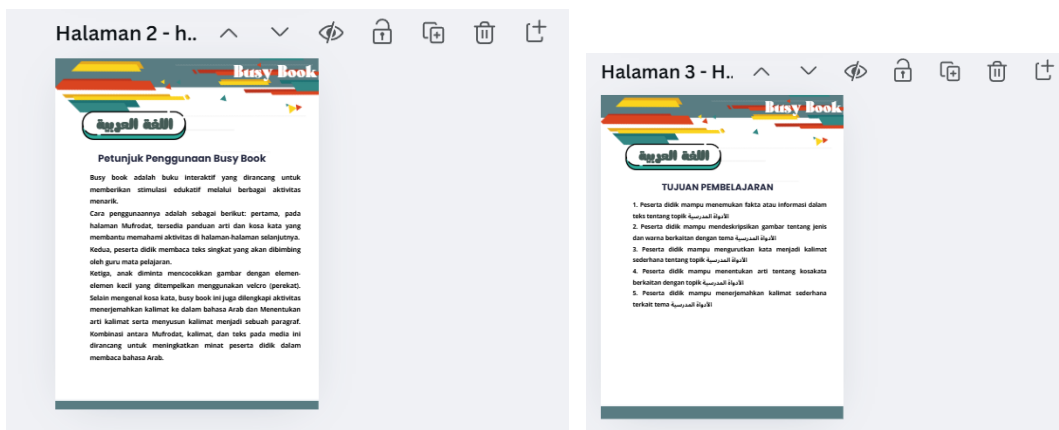 Halaman 2 - h..
Busy Book
اللغة العربية
Petunjuk Penggunaan Busy Book
Busy book adalah buku interaktif yang dirancang untuk
memberikan stimulasi edukatif melalui berbagai aktivitas
menarik.
Cara penggunaannya adalah sebagai berikut: pertama, pada
halaman Mufrodat, tersedia panduan arti dan kosa kata yang
membantu memahami aktivitas di halaman-halaman selanjutnya.
Kedua, peserta didik membaca teks singkat yang akan dibimbing
oleh guru mata pelajaran.
Ketiga, anak diminta mencocokkan gambar dengan elemen-
elemen kecil yang ditempelkan menggunakan velcro (perekat).
Selain mengenal kosa kata, busy book ini juga dilengkapi aktivitas
menerjemahkan kalimat ke dalam bahasa Arab dan Menentukan
arti kalimat serta menyusun kalimat menjadi sebuah paragraf.
Kombinasi antara Mufrodat, kalimat, dan teks pada media ini
dirancang untuk meningkatkan minat peserta didik dalam
membaca bahasa Arab.
Halaman 3 - H..
Busy Book
اللغة العربية
TUJUAN PEMBELAJARAN
1. Peserta didik mampu menemukan fakta atau informasi dalam
teks tentang topik الأدواة المدرسية
2. Peserta didik mampu mendeskripsikan gambar tentang jenis
dan warna berkaitan dengan tema الأدواة المدرسية
3. Peserta didik mampu mengurutkan kata menjadi kalimat
sederhana tentang topik الأدواة المدرسية
4. Peserta didik mampu menentukan arti tentang kosakata
berkaitan dengan topik الأدواة المدرسية
5. Peserta didik mampu menerjemahkan kalimat sederhana
terkait tema الأدواة المدرسية